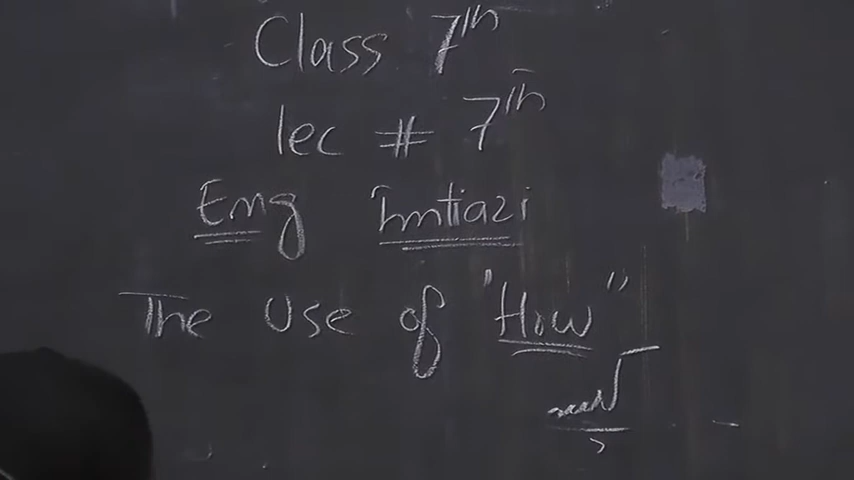 Class 7th
lec # 7th
Eng Imtiazi
The Use of "How"